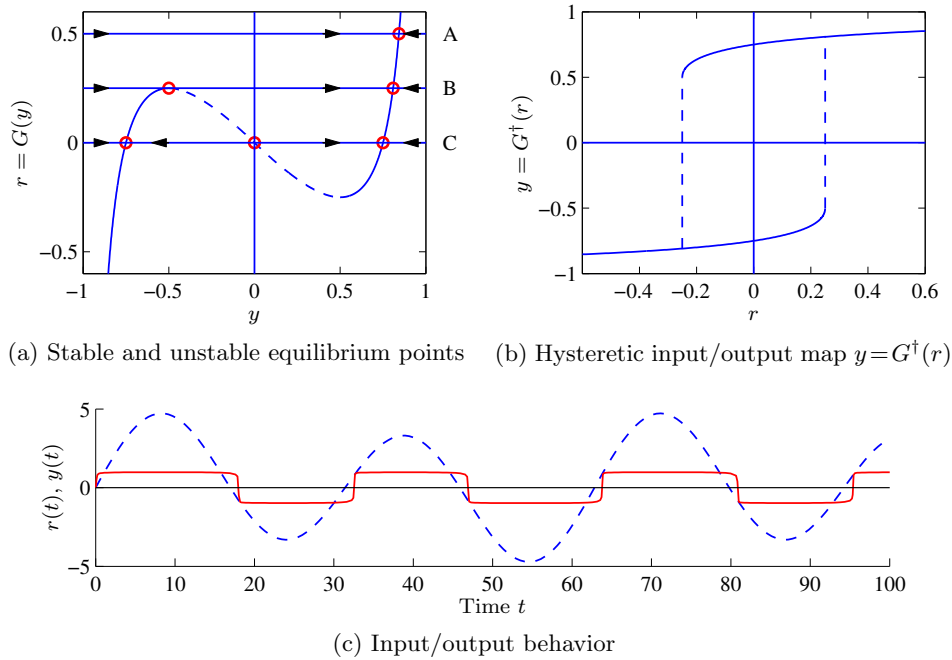 0.5
0
−0.5
r = G(y)
−1
−0.5
0
0.5
1
y
A
B
C
1
0.5
0
−0.5
−1
y = G†(r)
−0.4
−0.2
0
0.2
0.4
0.6
r
(a) Stable and unstable equilibrium points
(b) Hysteretic input/output map y=G†(r)
5
0
−5
r(t), y(t)
0
10
20
30
40
50
60
70
80
90
100
Time t
(c) Input/output behavior